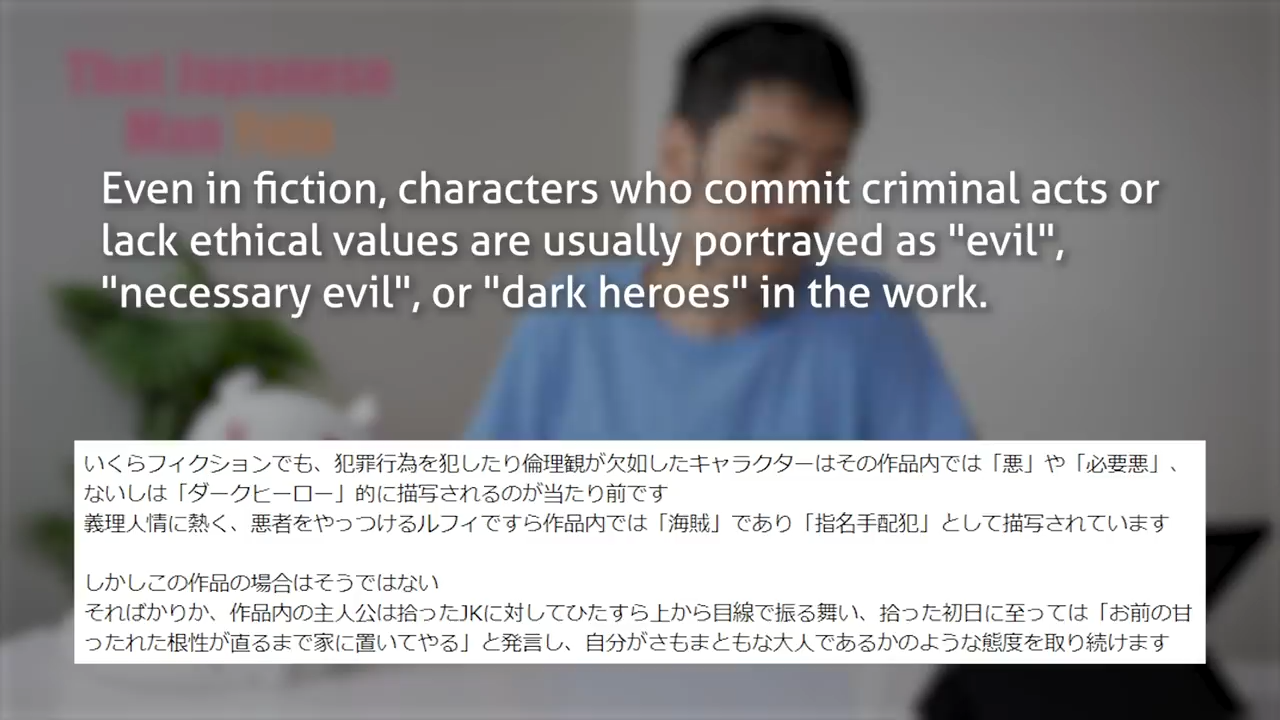 That Japanese
Man Yuta
Even in fiction, characters who commit criminal acts or
lack ethical values are usually portrayed as "evil",
"necessary evil", or "dark heroes" in the work.
いくらフィクションでも、犯罪行為を犯したり倫理観が欠如したキャラクターはその作品内では「悪」や「必要悪」、
ないしは「ダークヒーロー」的に描写されるのが当たり前です
義理人情に熱く、悪者をやっつけるルフィですら作品内では「海賊」であり「指名手配犯」として描写されています
しかしこの作品の場合はそうではない
そればかりか、作品内の主人公は拾ったJKに対してひたすら上から目線で振る舞い、拾った初日に至っては「お前の甘
ったれた根性が直るまで家に置いてやる」と発言し、自分がさもまともな大人であるかのような態度を取り続けます